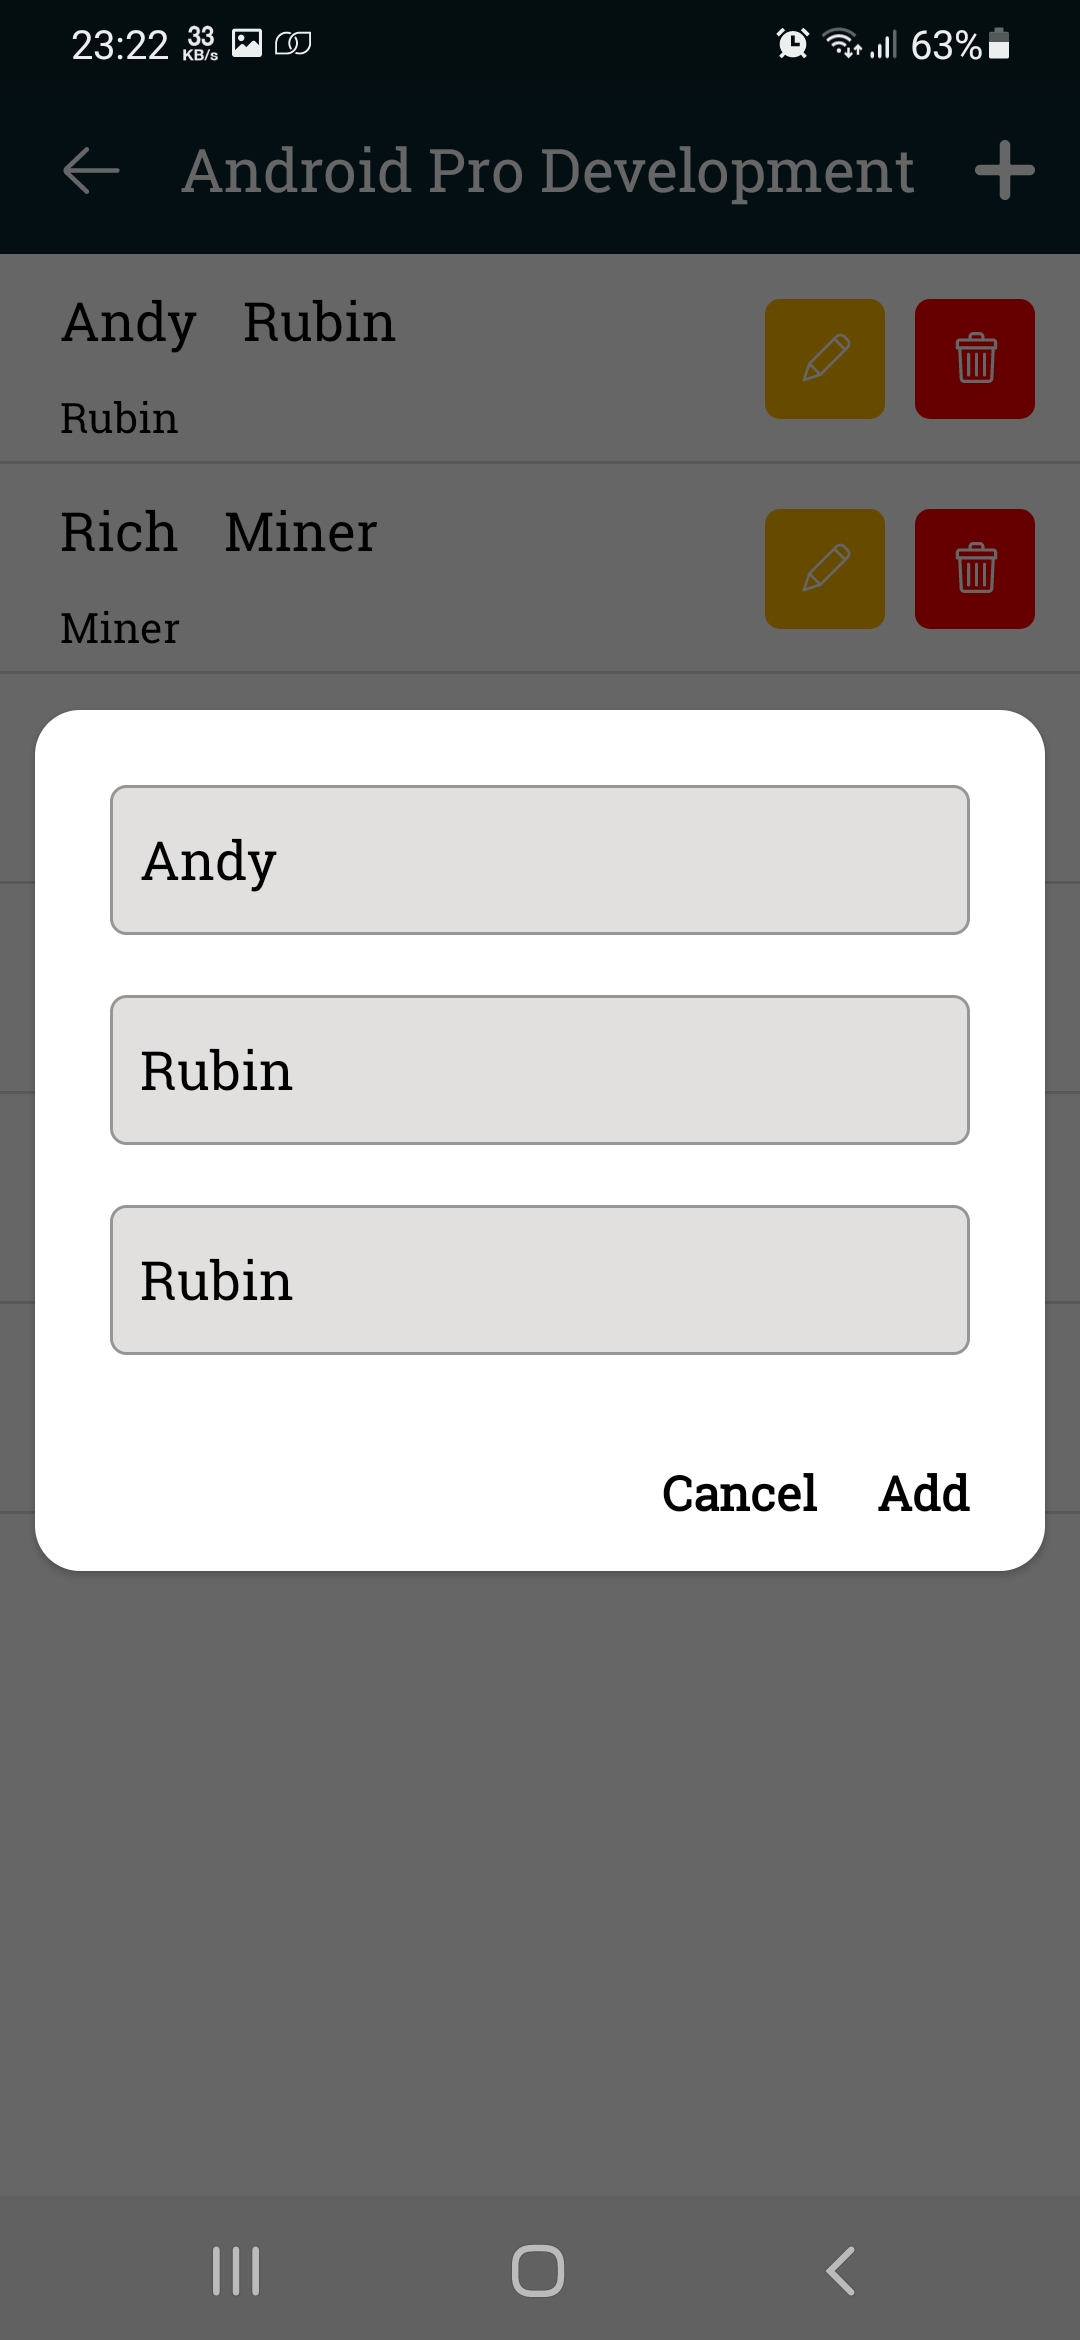 23:22 33 KB/s 63%
Android Pro Development
Andy Rubin
Rubin
Rich Miner
Miner
Andy
Rubin
Rubin
Cancel Add